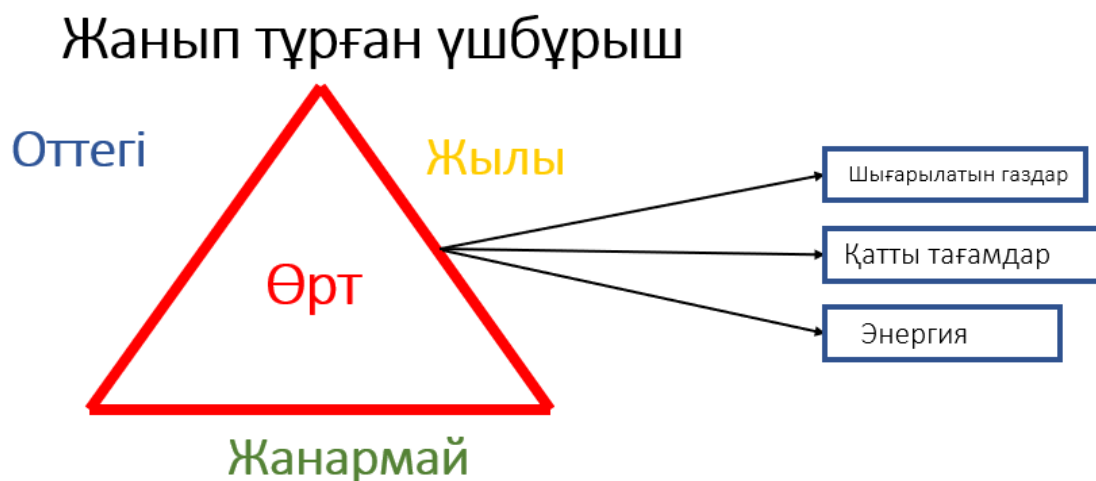 Жанып тұрған үшбұрыш
Оттегі
Жылы
Шығарылатын газдар
Қатты тағамдар
Өрт
Энергия
Жанармай